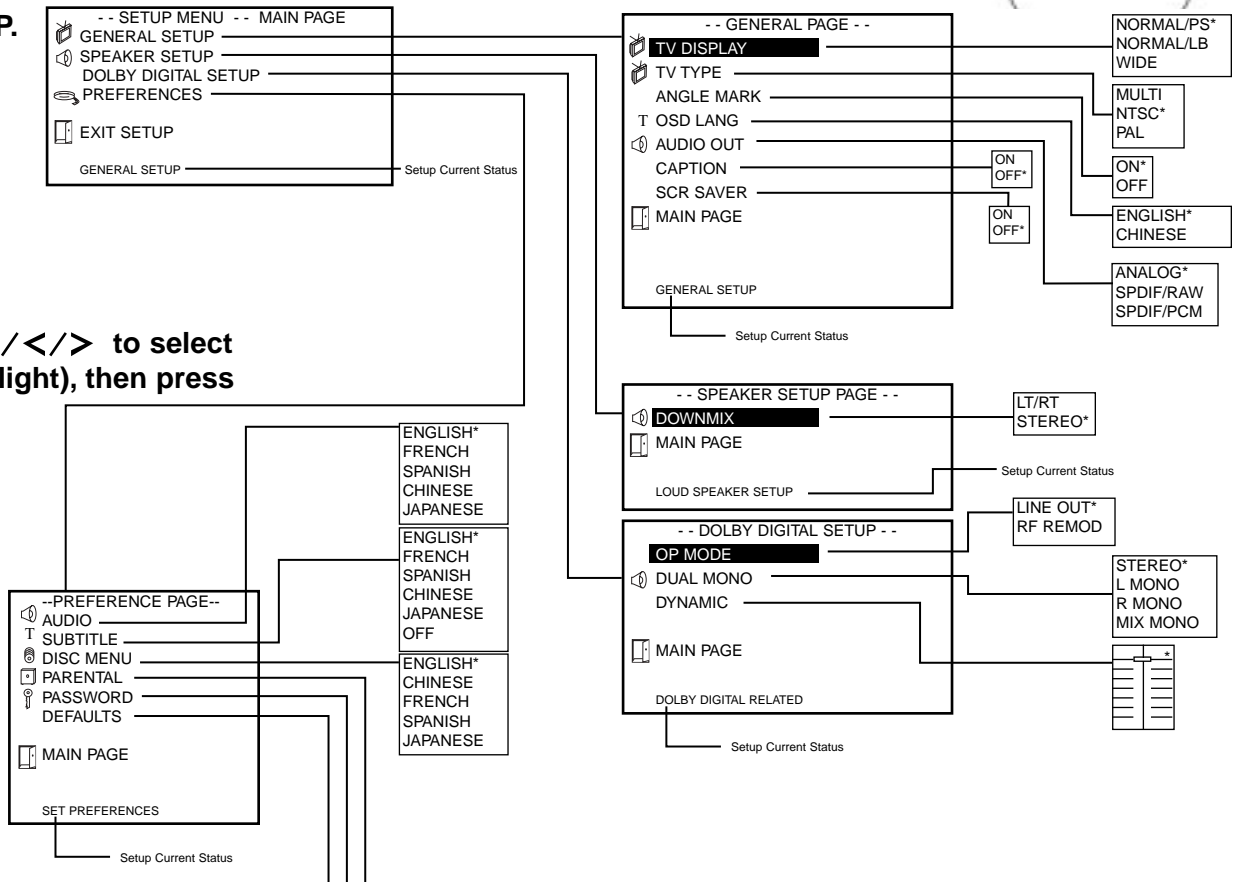 P.
- - SETUP MENU - - MAIN PAGE
GENERAL SETUP
SPEAKER SETUP
DOLBY DIGITAL SETUP
PREFERENCES
EXIT SETUP
GENERAL SETUP
Setup Current Status
- - GENERAL PAGE - -
TV DISPLAY
TV TYPE
ANGLE MARK
T OSD LANG
AUDIO OUT
CAPTION
SCR SAVER
MAIN PAGE
GENERAL SETUP
Setup Current Status
ON
OFF*
ON
OFF*
NORMAL/PS*
NORMAL/LB
WIDE
MULTI
NTSC*
PAL
ON*
OFF
ENGLISH*
CHINESE
ANALOG*
SPDIF/RAW
SPDIF/PCM
/</> to select
light), then press
- - SPEAKER SETUP PAGE - -
DOWNMIX
MAIN PAGE
LOUD SPEAKER SETUP
Setup Current Status
LT/RT
STEREO*
- - DOLBY DIGITAL SETUP - -
OP MODE
DUAL MONO
DYNAMIC
MAIN PAGE
DOLBY DIGITAL RELATED
Setup Current Status
LINE OUT*
RF REMOD
STEREO*
L MONO
R MONO
MIX MONO
*
--PREFERENCE PAGE--
AUDIO
T SUBTITLE
DISC MENU
PARENTAL
PASSWORD
DEFAULTS
MAIN PAGE
SET PREFERENCES
Setup Current Status
ENGLISH*
FRENCH
SPANISH
CHINESE
JAPANESE
ENGLISH*
FRENCH
SPANISH
CHINESE
JAPANESE
OFF
ENGLISH*
CHINESE
FRENCH
SPANISH
JAPANESE